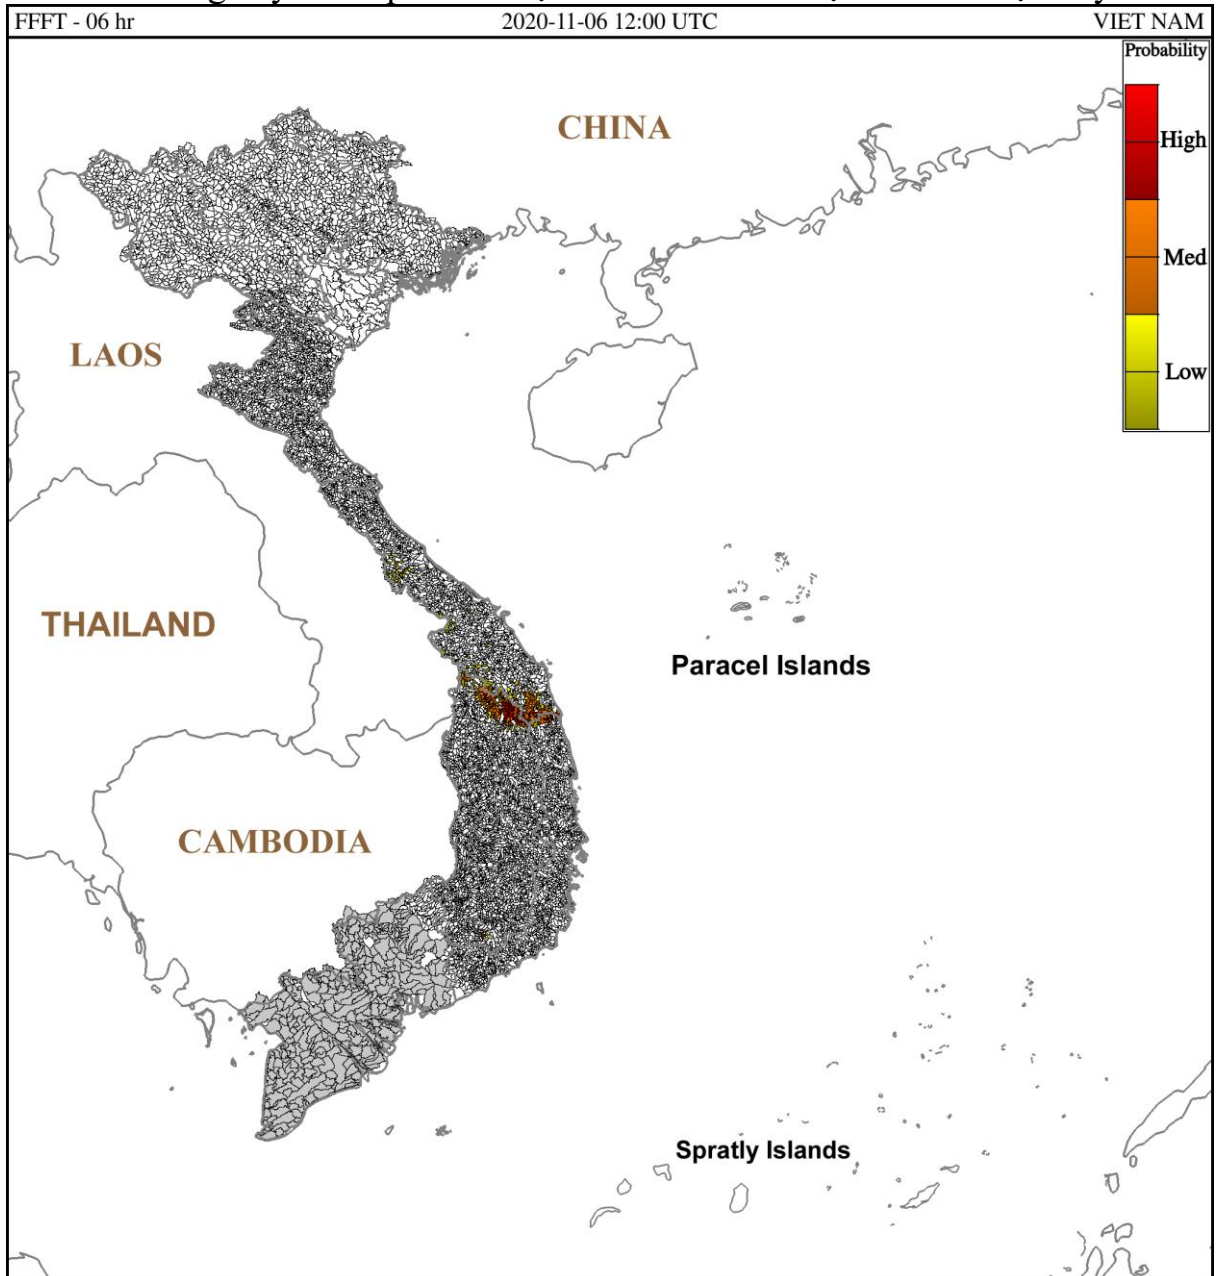 FFFT - 06 hr 2020-11-06 12:00 UTC VIET NAM
Probability
CHINA
High
Med
LAOS
Low
THAILAND
Paracel Islands
CAMBODIA
Spratly Islands